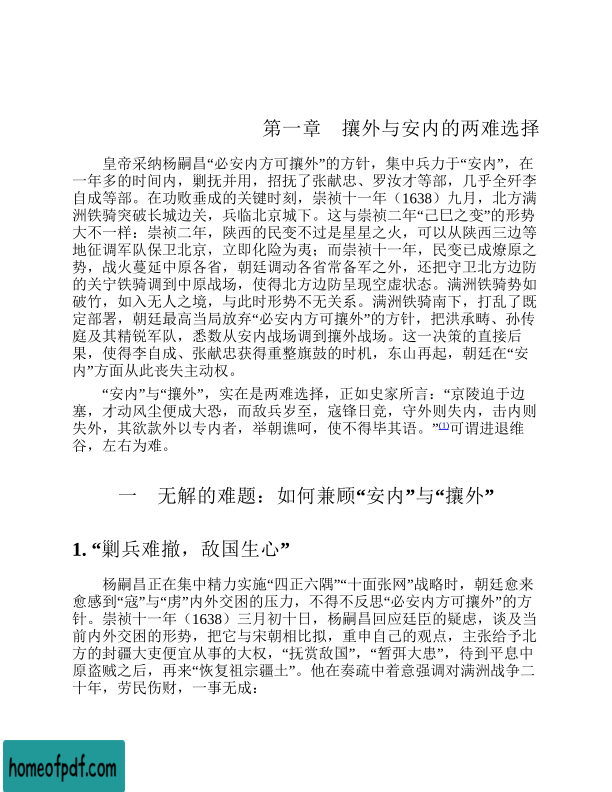 第一章　攘外与安内的两难选择
皇帝采纳杨嗣昌“必安内方可攘外”的方针，集中兵力于“安内”，在
一年多的时间内，剿抚并用，招抚了张献忠、罗汝才等部，几乎全歼李
自成等部。在功败垂成的关键时刻，崇祯十一年（1638）九月，北方满
洲铁骑突破长城边关，兵临北京城下。这与崇祯二年“己巳之变”的形势
大不一样：崇祯二年，陕西的民变不过是星星之火，可以从陕西三边等
地征调军队保卫北京，立即化险为夷；而崇祯十一年，民变已成燎原之
势，战火蔓延中原各省，朝廷调动各省常备军之外，还把守卫北方边防
的关宁铁骑调到中原战场，使得北方边防呈现空虚状态。满洲铁骑势如
破竹，如入无人之境，与此时形势不无关系。满洲铁骑南下，打乱了既
定部署，朝廷最高当局放弃“必安内方可攘外”的方针，把洪承畴、孙传
庭及其精锐军队，悉数从安内战场调到攘外战场。这一决策的直接后
果，使得李自成、张献忠获得重整旗鼓的时机，东山再起，朝廷在“安
内”方面从此丧失主动权。
“安内”与“攘外”，实在是两难选择，正如史家所言：“京陵迫于边
塞，才动风尘便成大恐，而敌兵岁至，寇锋日竞，守外则失内，击内则
失外，其欲款外以专内者，举朝谯呵，使不得毕其语。”(1)可谓进退维
谷，左右为难。
一　无解的难题：如何兼顾“安内”与“攘外”
1. “剿兵难撤，敌国生心”
杨嗣昌正在集中精力实施“四正六隅”“十面张网”战略时，朝廷愈来
愈感到“寇”与“虏”内外交困的压力，不得不反思“必安内方可攘外”的方
针。崇祯十一年（1638）三月初十日，杨嗣昌回应廷臣的疑虑，谈及当
前内外交困的形势，把它与宋朝相比拟，重申自己的观点，主张给予北
方的封疆大吏便宜从事的大权，“抚赏敌国”，“暂弭大患”，待到平息中
原盗贼之后，再来“恢复祖宗疆土”。他在奏疏中着意强调对满洲战争二
十年，劳民伤财，一事无成：
homeofpdf.com